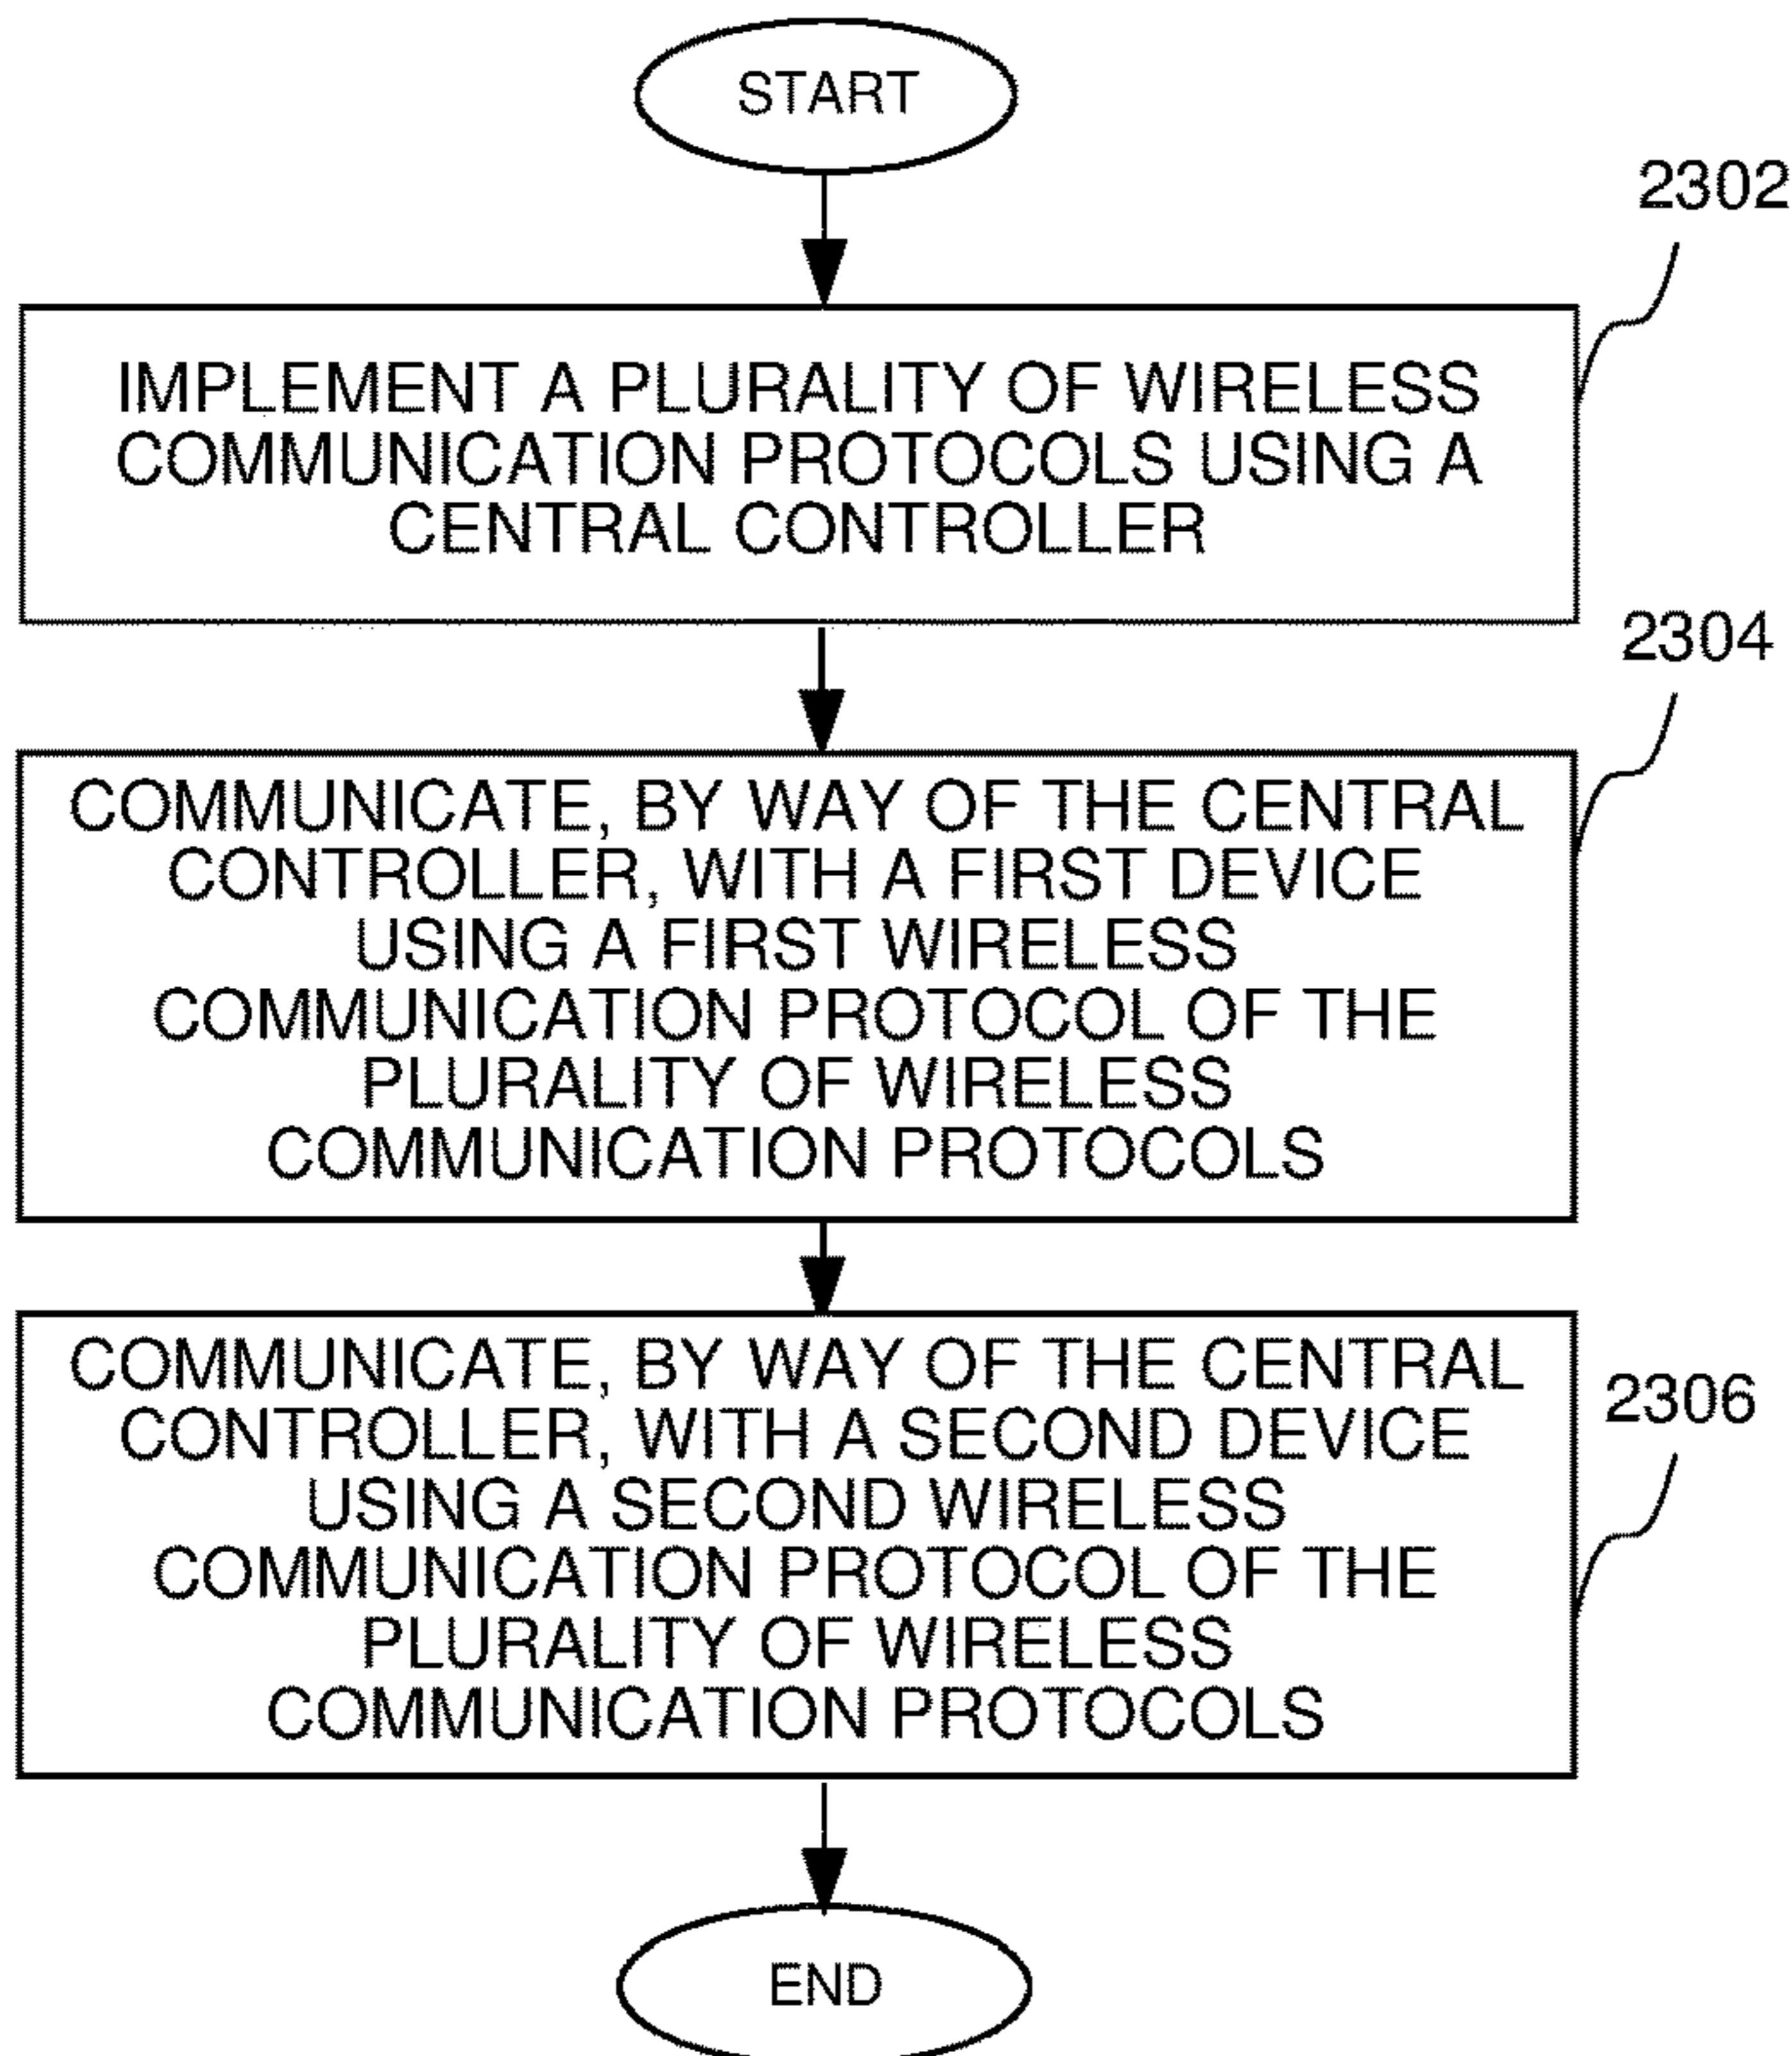 START
2302
IMPLEMENT A PLURALITY OF WIRELESS
COMMUNICATION PROTOCOLS USING A
CENTRAL CONTROLLER
2304
COMMUNICATE, BY WAY OF THE CENTRAL
CONTROLLER, WITH A FIRST DEVICE
USING A FIRST WIRELESS
COMMUNICATION PROTOCOL OF THE
PLURALITY OF WIRELESS
COMMUNICATION PROTOCOLS
2306
COMMUNICATE, BY WAY OF THE CENTRAL
CONTROLLER, WITH A SECOND DEVICE
USING A SECOND WIRELESS
COMMUNICATION PROTOCOL OF THE
PLURALITY OF WIRELESS
COMMUNICATION PROTOCOLS
END